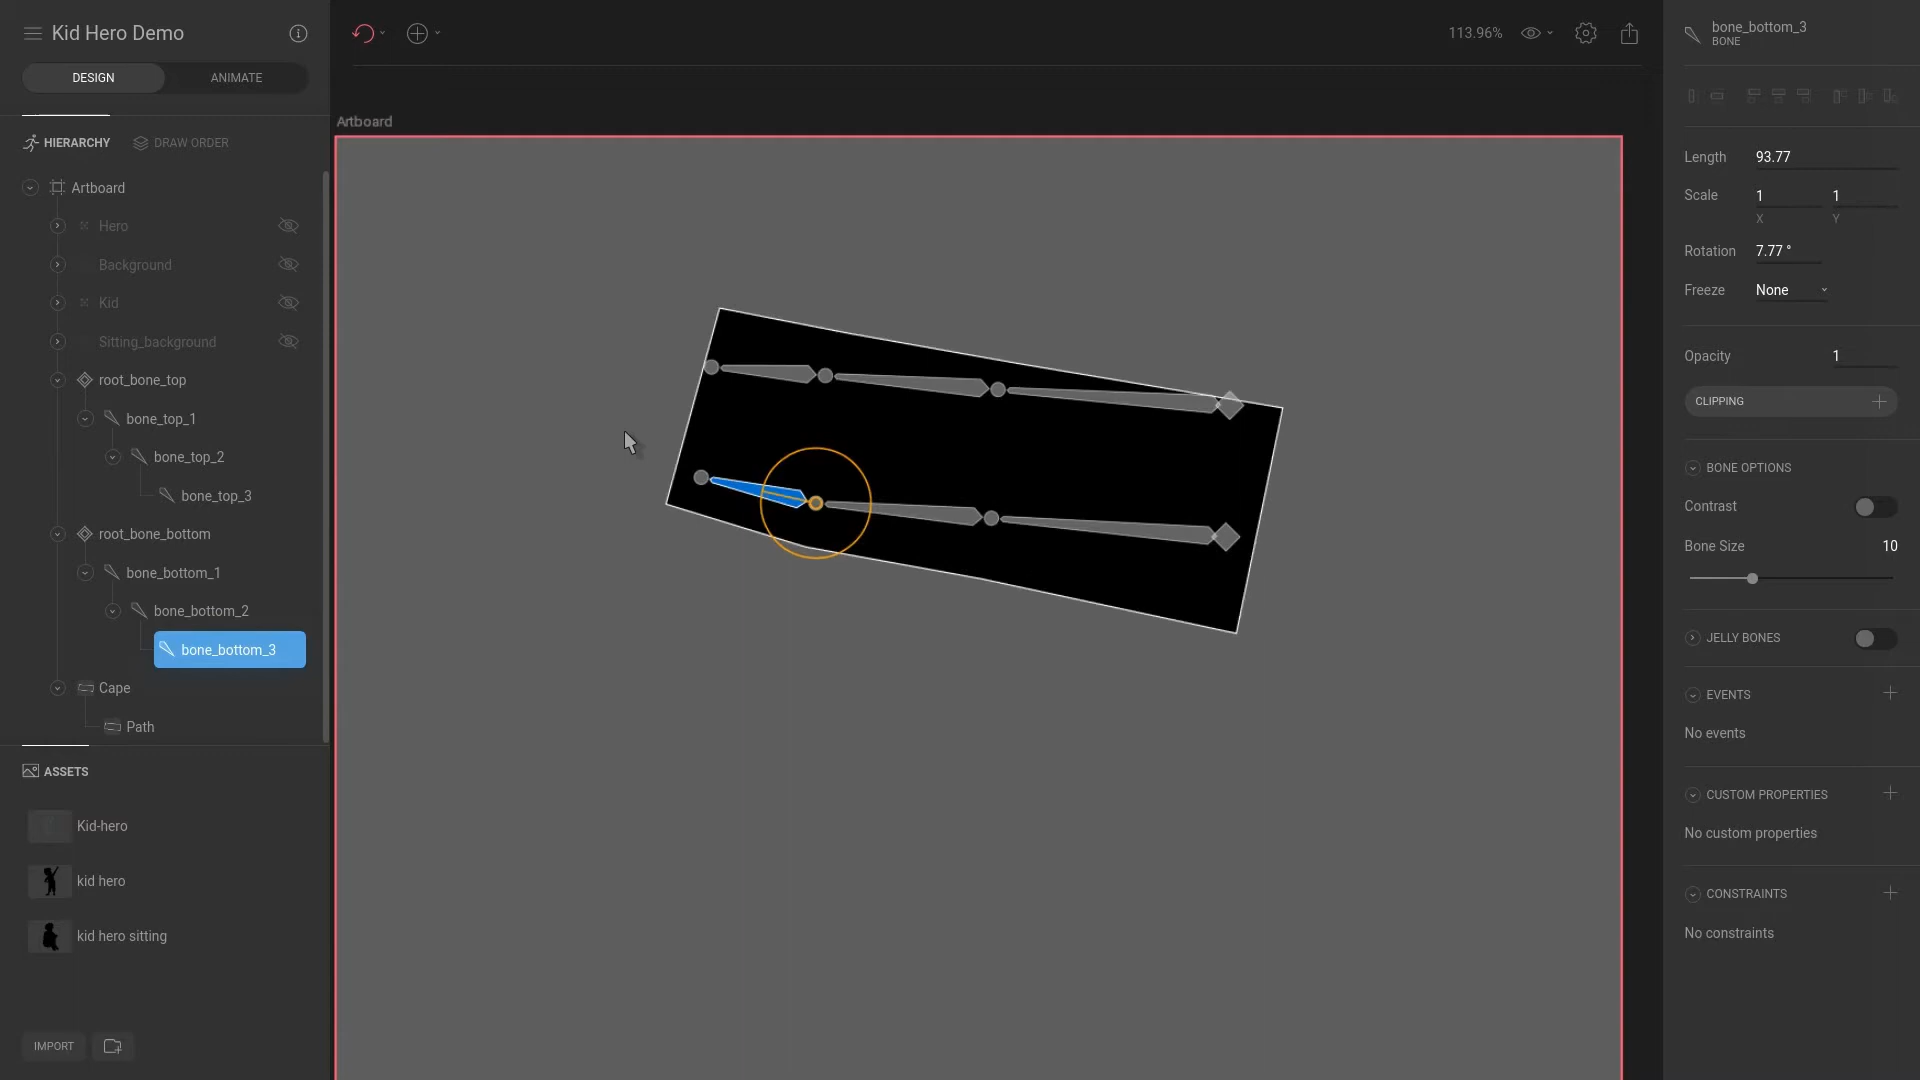 Kid Hero Demo
DESIGN
ANIMATE
HIERARCHY
DRAW ORDER
Artboard
Hero
Background
Kid
Sitting_background
root_bone_top
bone_top_1
bone_top_2
bone_top_3
root_bone_bottom
bone_bottom_1
bone_bottom_2
bone_bottom_3
Cape
Path
ASSETS
Kid-hero
kid hero
kid hero sitting
IMPORT
113.96%
Artboard
bone_bottom_3
BONE
Length 93.77
Scale 1 1
X Y
Rotation 7.77 °
Freeze None
Opacity 1
CLIPPING
BONE OPTIONS
Contrast
Bone Size 10
JELLY BONES
EVENTS
No events
CUSTOM PROPERTIES
No custom properties
CONSTRAINTS
No constraints